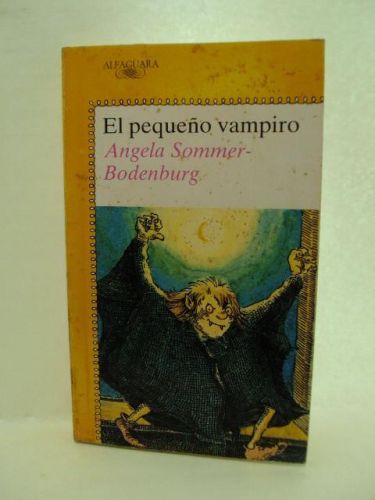 ALFAGUARA
El pequeño vampiro
Angela Sommer-
Bodenburg